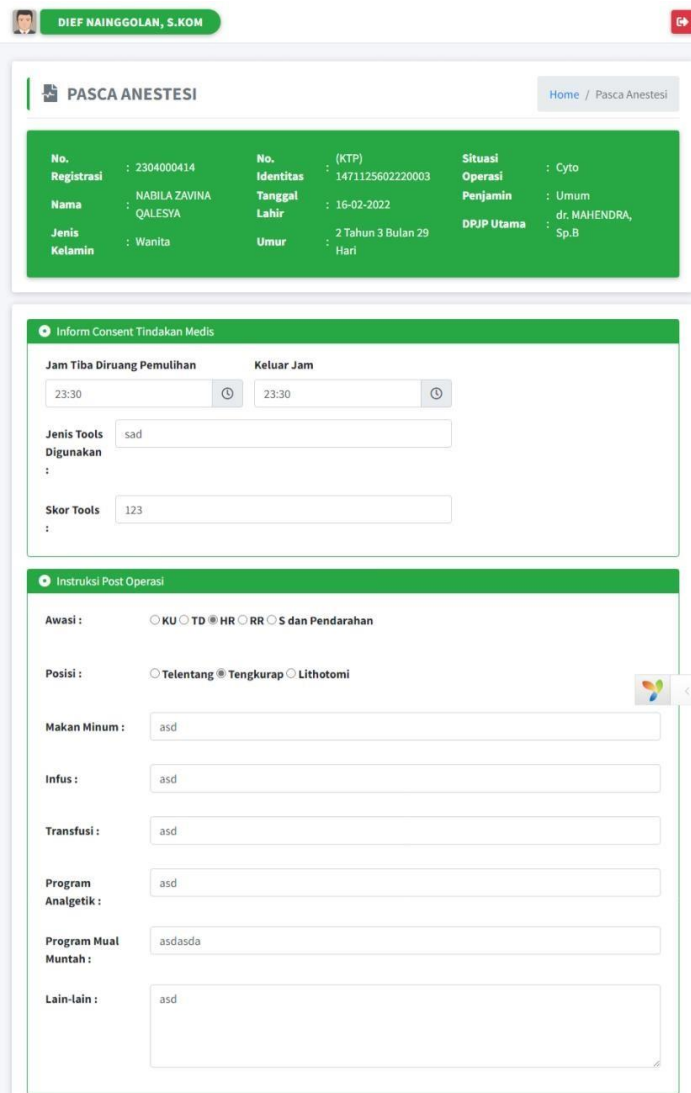 DIEF NAINGGOLAN, S.KOM
PASCA ANESTESI
Home / Pasca Anestesi
No. Registrasi : 2304000414
Nama : NABILA ZAVINA QALESYA
Jenis Kelamin : Wanita
No. Identitas : (KTP) 1471125602220003
Tanggal Lahir : 16-02-2022
Umur : 2 Tahun 3 Bulan 29 Hari
Situasi Operasi : Cyto
Penjamin : Umum
DPJP Utama : dr. MAHENDRA, Sp.B
Inform Consent Tindakan Medis
Jam Tiba Diruang Pemulihan Keluar Jam
23:30 23:30
Jenis Tools Digunakan : sad
Skor Tools : 123
Instruksi Post Operasi
Awasi : KU TD HR RR S dan Pendarahan
Posisi : Telentang Tengkurap Lithotomi
Makan Minum : asd
Infus : asd
Transfusi : asd
Program Analgetik : asd
Program Mual Muntah : asdasda
Lain-lain : asd